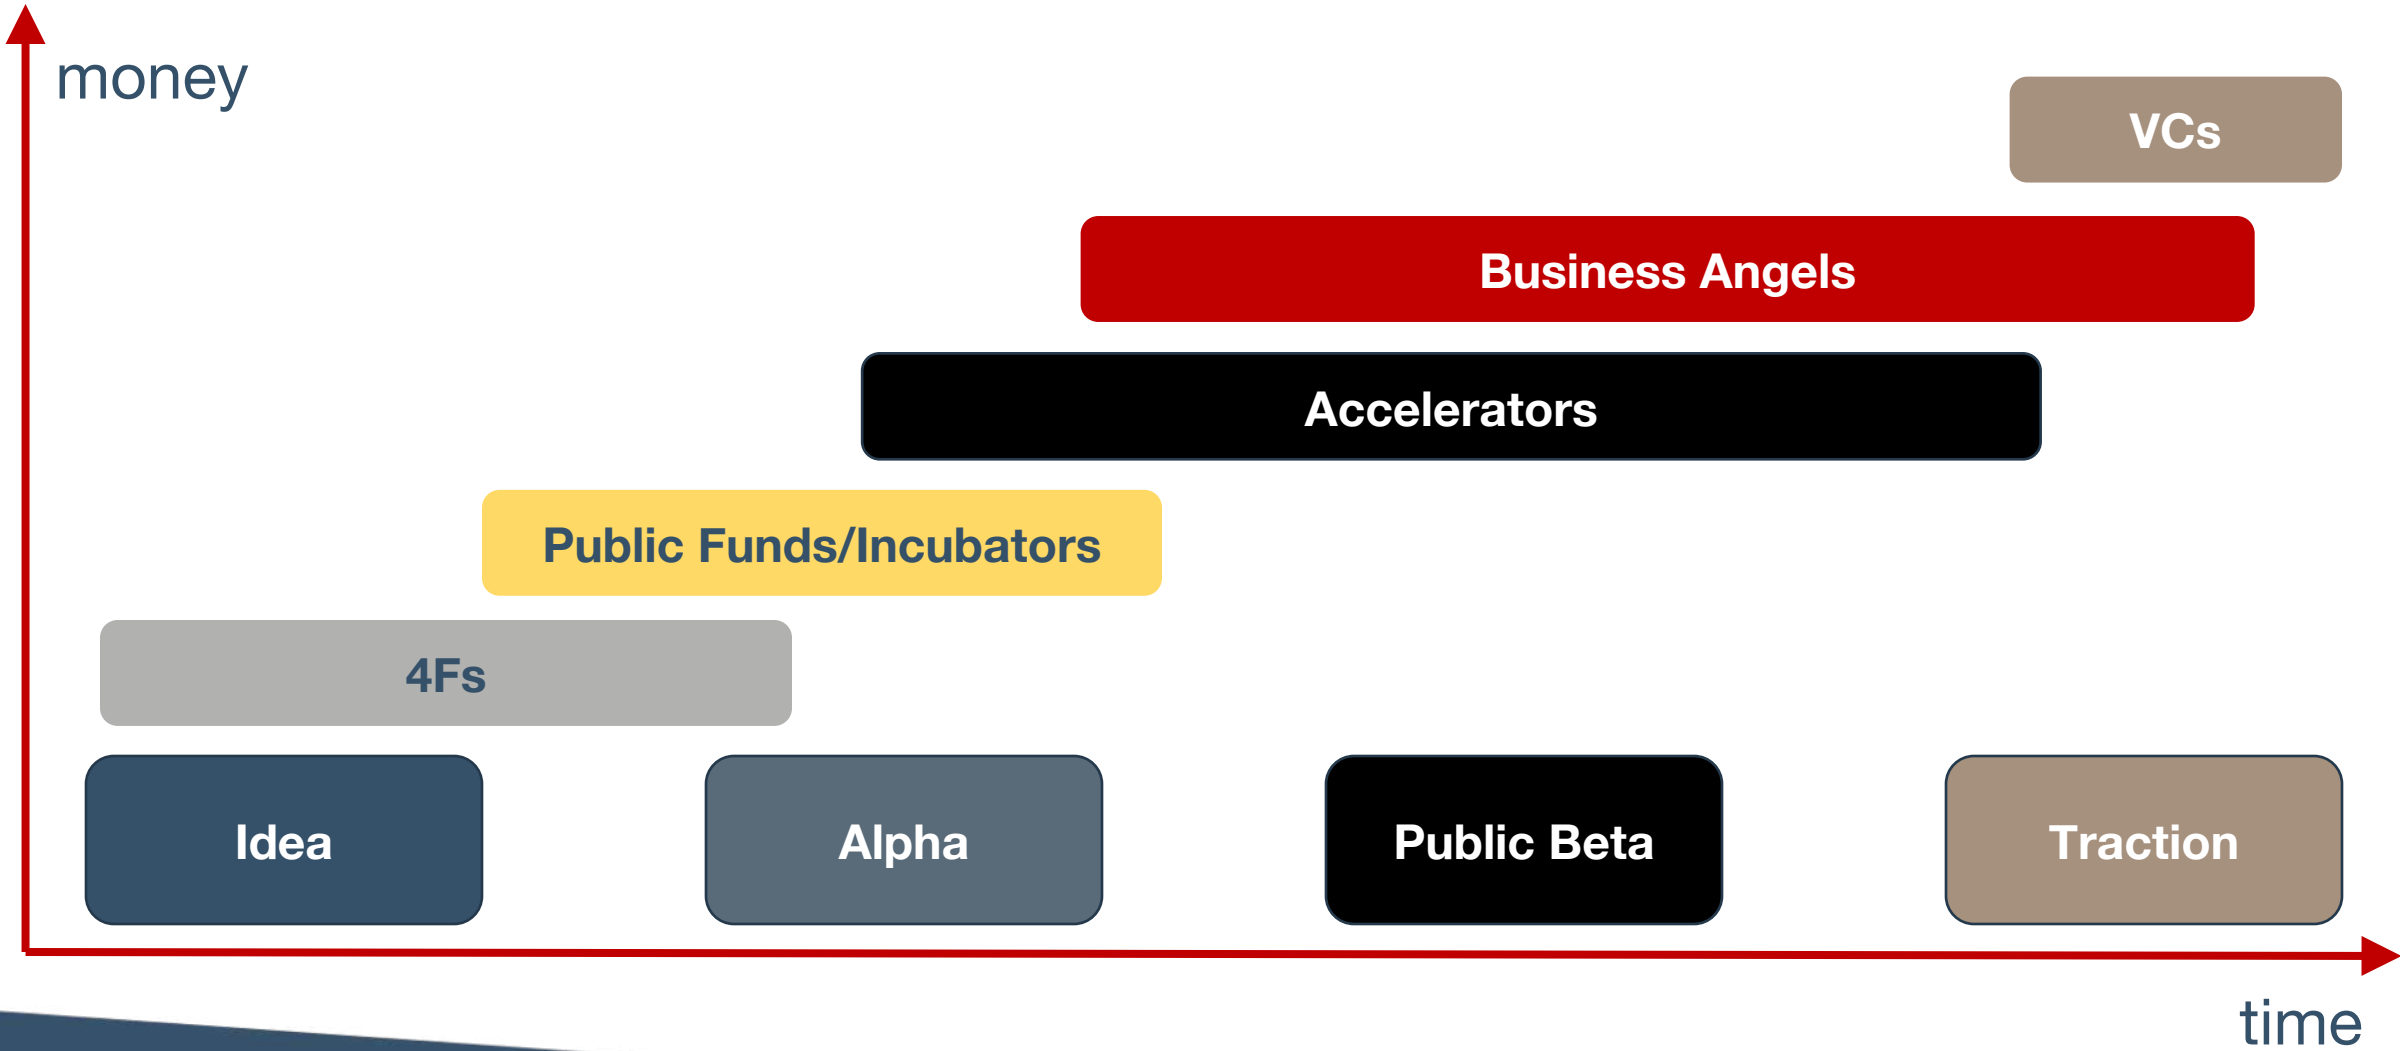 money
VCs
Business Angels
Accelerators
Public Funds/Incubators
4Fs
Idea
Alpha
Public Beta
Traction
time